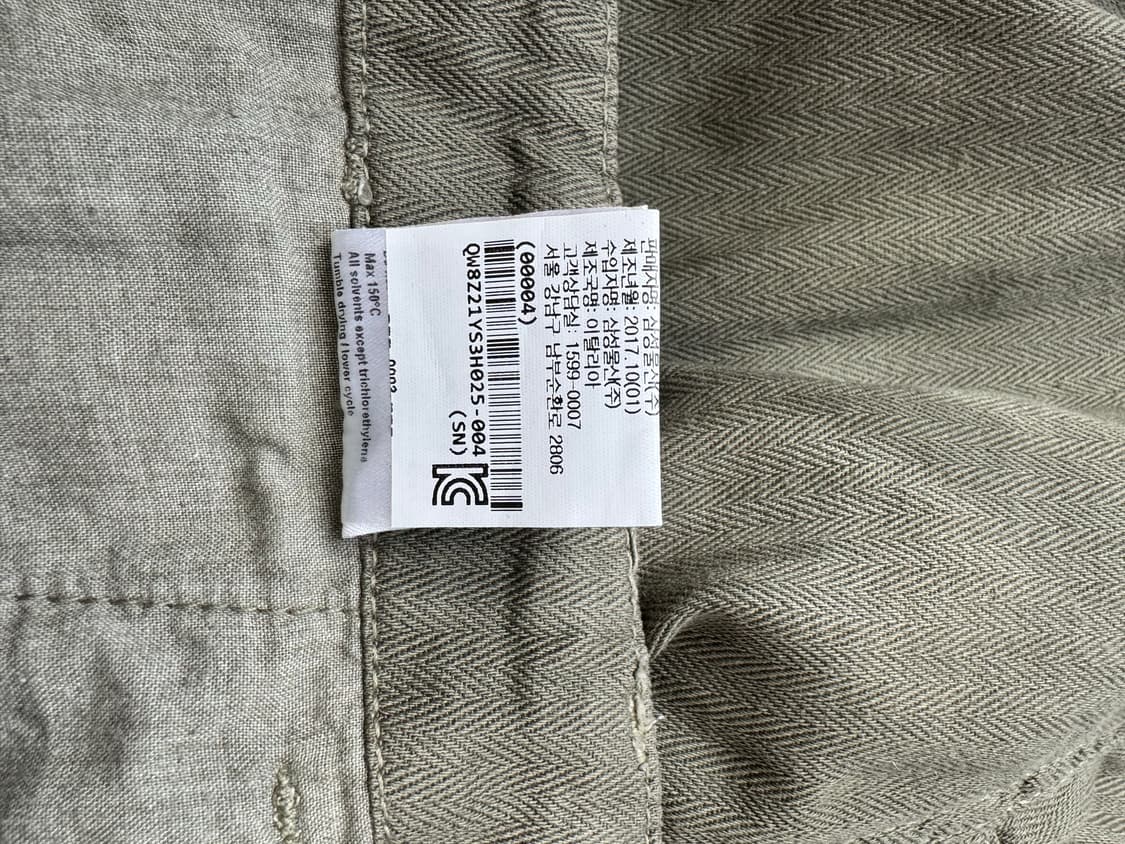 제조년월: 2017.10(01)
수입자명: 삼성물산(주)
제조국명: 이탈리아
고객상담실: 1599-0007
서울 강남구 남부순환로 2806
(00004)
QW8Z21YS3H025-004
(SN)
Max 150°C
All solvents except trichlorethylene
Tumble drying / lower cycle